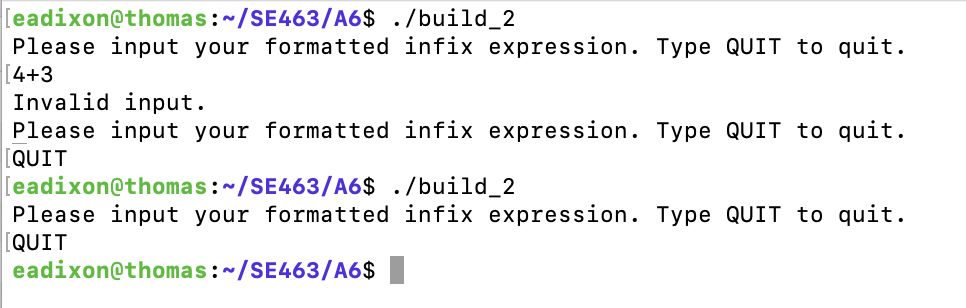 [eadixon@thomas:~/SE463/A6$ ./build_2
Please input your formatted infix expression. Type QUIT to quit.
[4+3
Invalid input.
Please input your formatted infix expression. Type QUIT to quit.
[QUIT
[eadixon@thomas:~/SE463/A6$ ./build_2
Please input your formatted infix expression. Type QUIT to quit.
[QUIT
eadixon@thomas:~/SE463/A6$